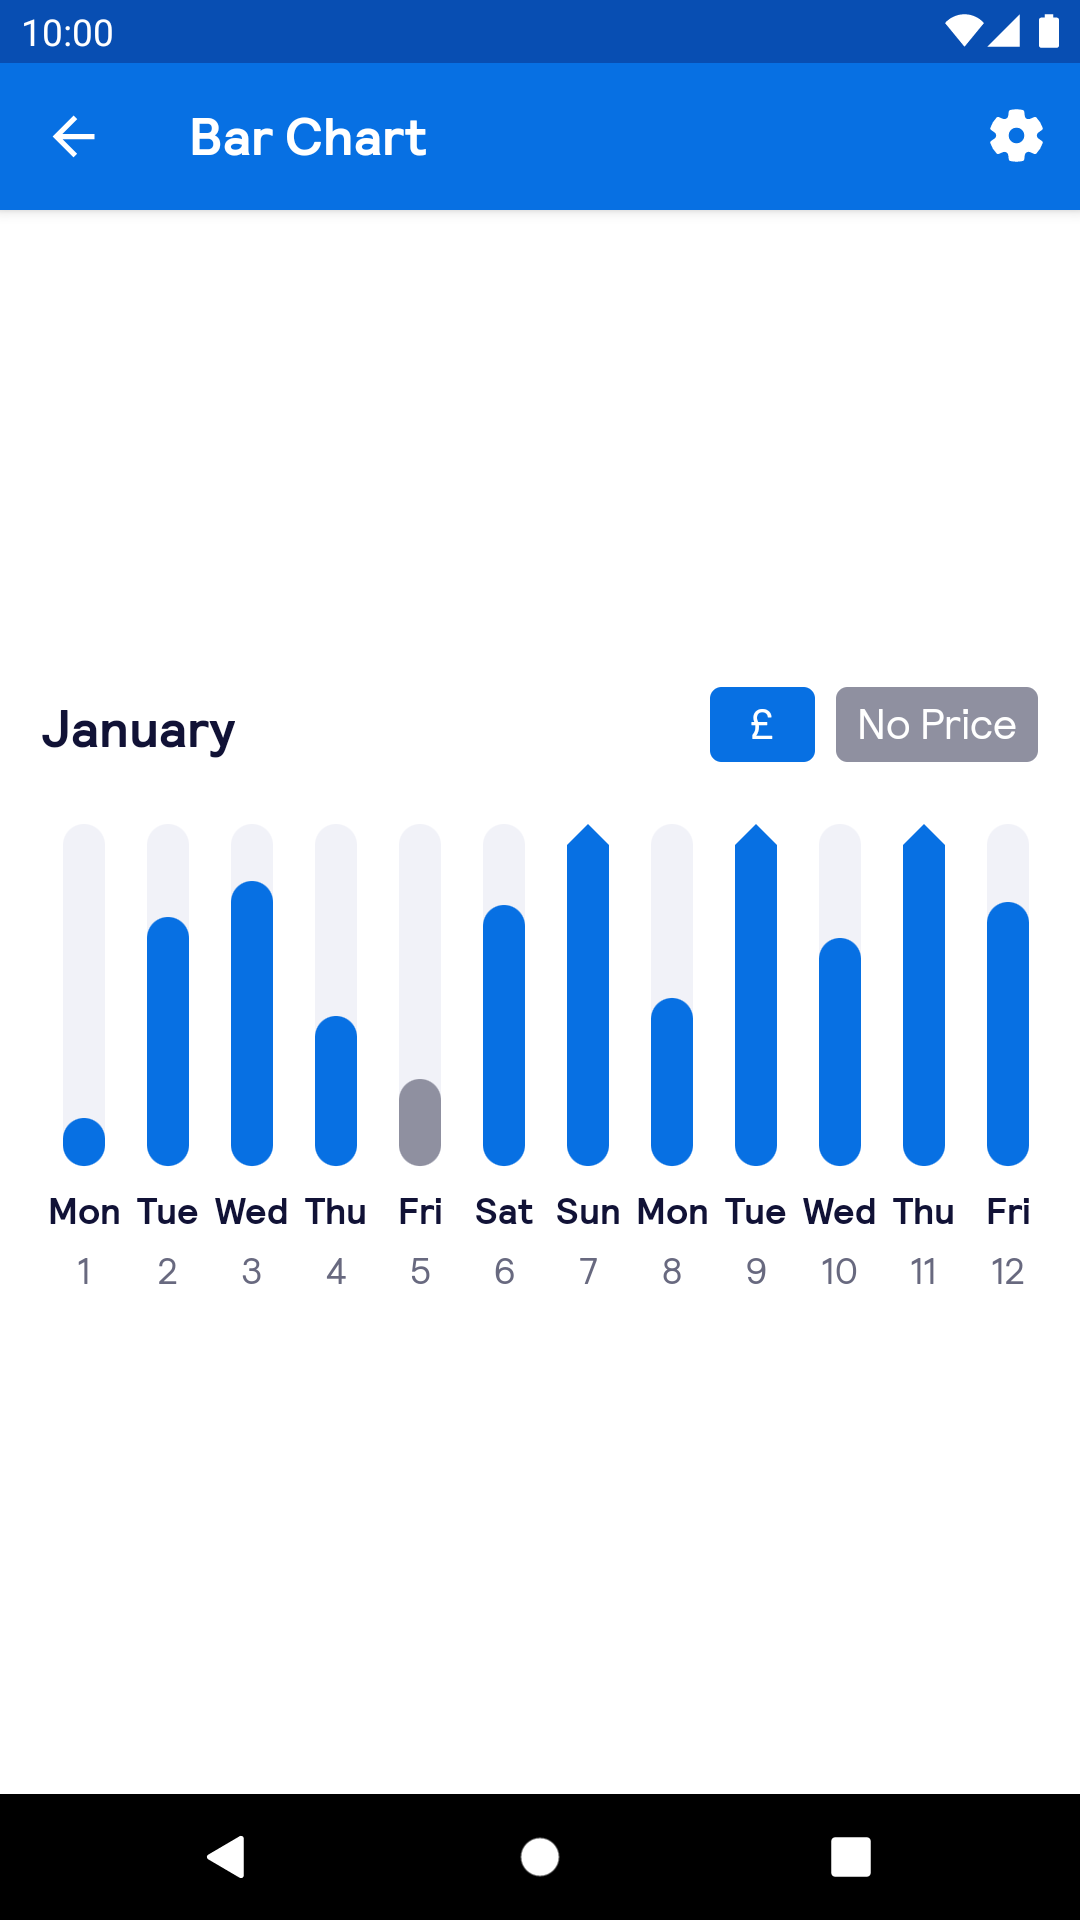 10:00
Bar Chart
January
£ No Price
Mon Tue Wed Thu Fri Sat Sun Mon Tue Wed Thu Fri
1 2 3 4 5 6 7 8 9 10 11 12